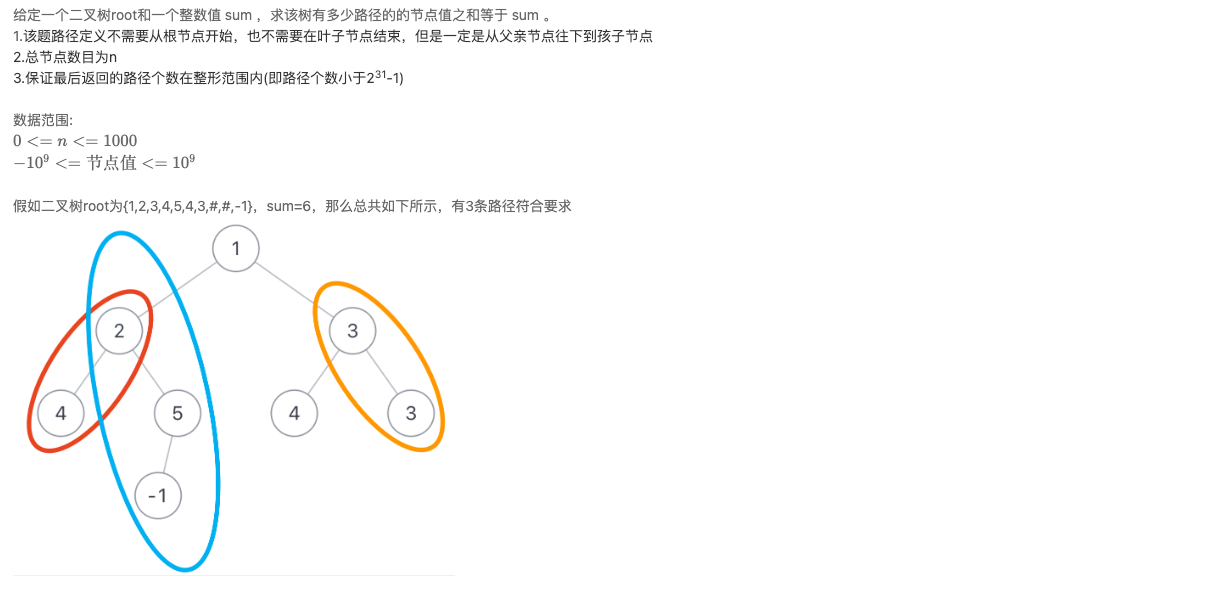 给定一个二叉树root和一个整数值 sum ，求该树有多少路径的的节点值之和等于 sum 。
1.该题路径定义不需要从根节点开始，也不需要在叶子节点结束，但是一定是从父亲节点往下到孩子节点
2.总节点数目为n
3.保证最后返回的路径个数在整形范围内(即路径个数小于2³¹-1)
数据范围:
0 <= n <= 1000
−10⁹ <= 节点值 <= 10⁹
假如二叉树root为{1,2,3,4,5,4,3,#,#,-1}，sum=6，那么总共如下所示，有3条路径符合要求
1
2 3
4 5 4 3
-1